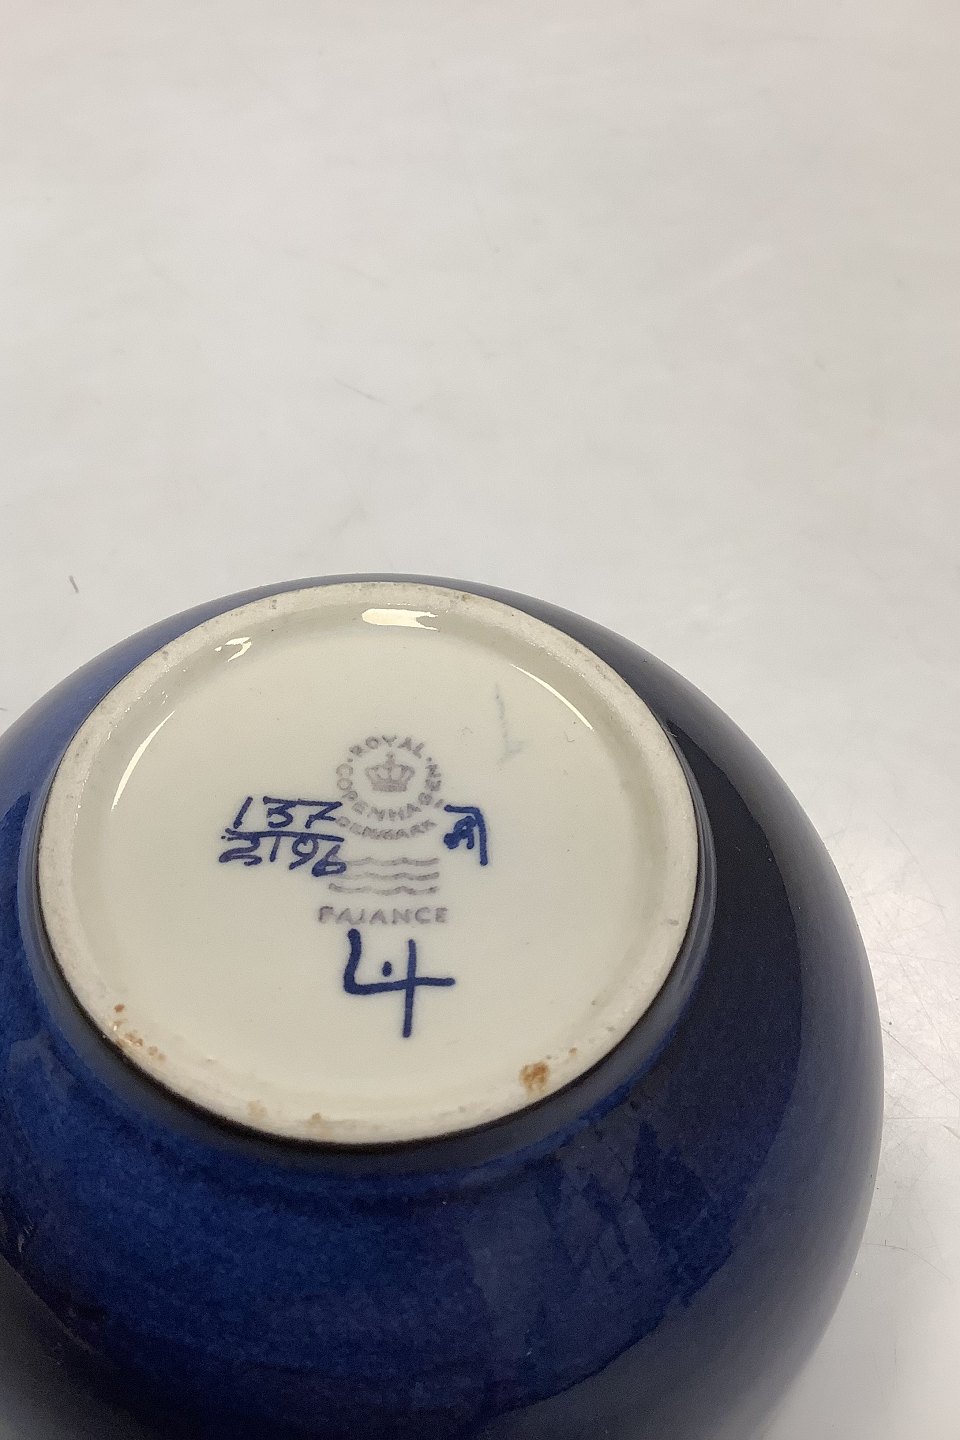 ROYAL COPENHAGEN
DENMARK
137
2196
FAJANCE
4